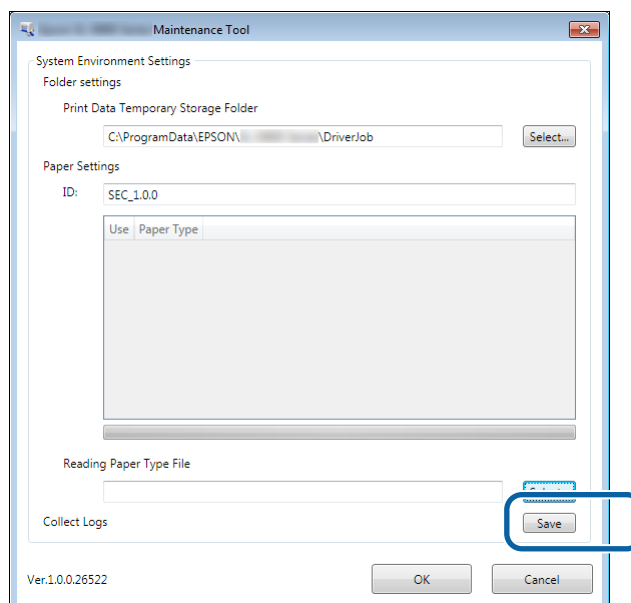 Maintenance Tool
System Environment Settings
Folder settings
Print Data Temporary Storage Folder
C:\ProgramData\EPSON\ \DriverJob Select...
Paper Settings
ID: SEC_1.0.0
Use Paper Type
Reading Paper Type File
Collect Logs Save
Ver.1.0.0.26522 OK Cancel